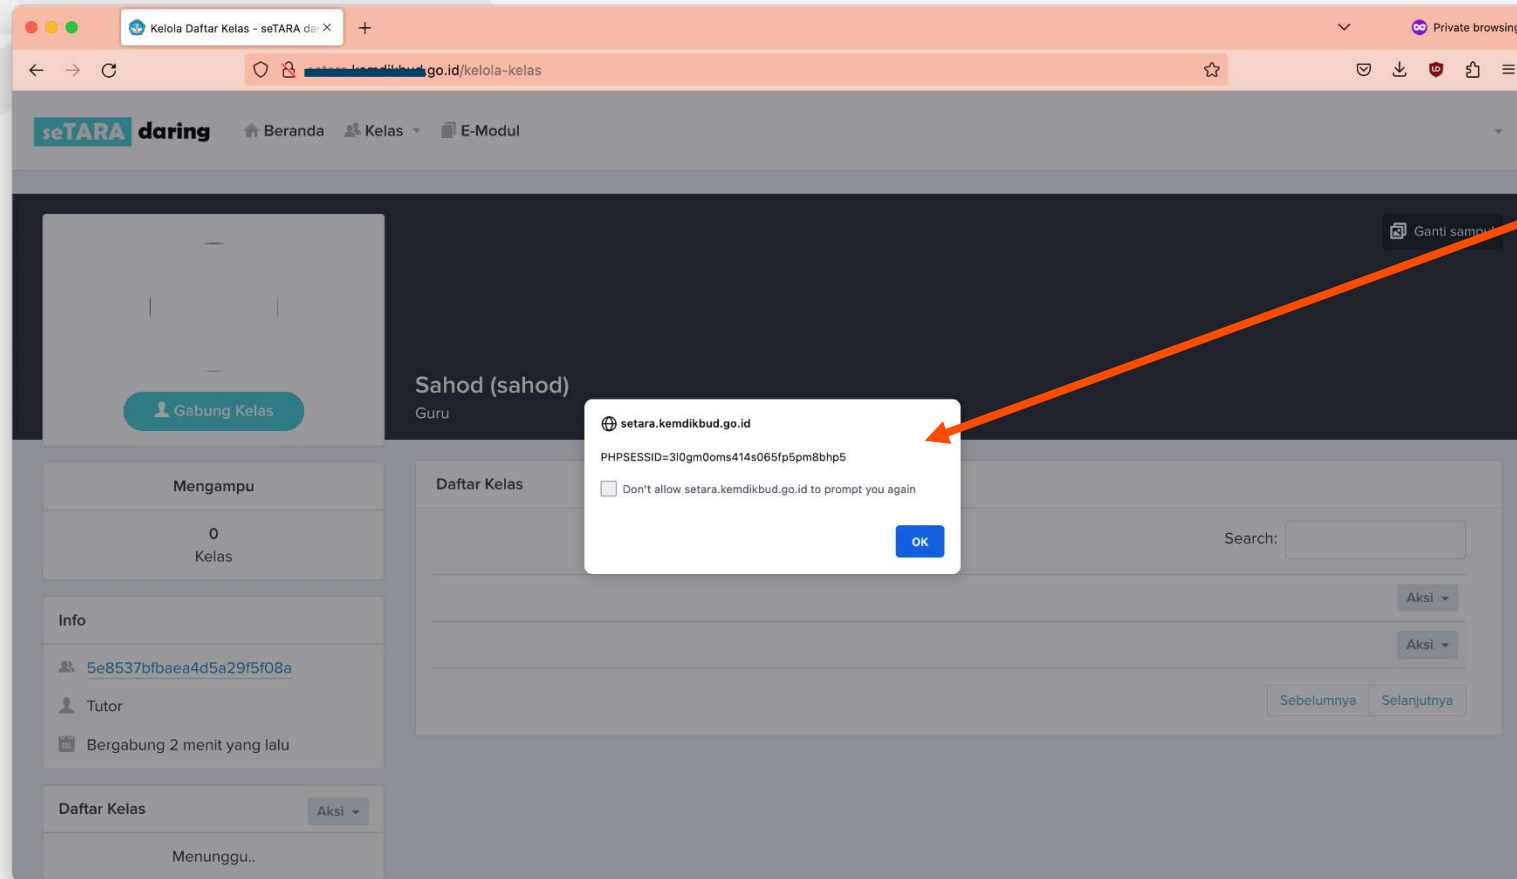 Kelola Daftar Kelas - seTARA dar
Private browsing
go.id/kelola-kelas
seTARA daring Beranda Kelas E-Modul
Ganti sampul
Gabung Kelas
Sahod (sahod)
Guru
setara.kemdikbud.go.id
PHPSESSID=3l0gm0oms414s065fp5pm8bhp5
Don't allow setara.kemdikbud.go.id to prompt you again
OK
Mengampu
0
Kelas
Daftar Kelas
Search:
Aksi
Aksi
Sebelumnya Selanjutnya
Info
5e8537bfbaea4d5a29f5f08a
Tutor
Bergabung 2 menit yang lalu
Daftar Kelas Aksi
Menunggu..